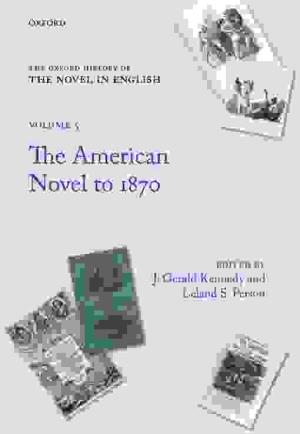 OXFORD
THE OXFORD HISTORY OF
THE NOVEL IN ENGLISH
VOLUME 5
The American
Novel to 1870
EDITED BY
J. Gerald Kennedy and
Leland S. Person